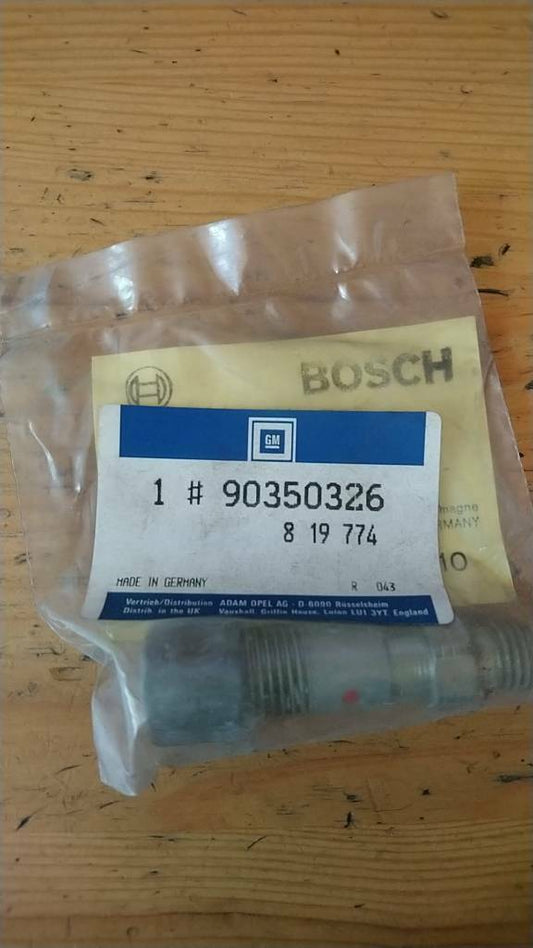 BOSCH
GM
1 # 90350326
8 19 774
MANY
10
MADE IN GERMANY
R 043
Vertrieb/Distribution ADAM OPEL AG · D-6090 Rüsselsheim
Distrib. in the UK Vauxhall, Griffin House, Luton LU1 3YT, England